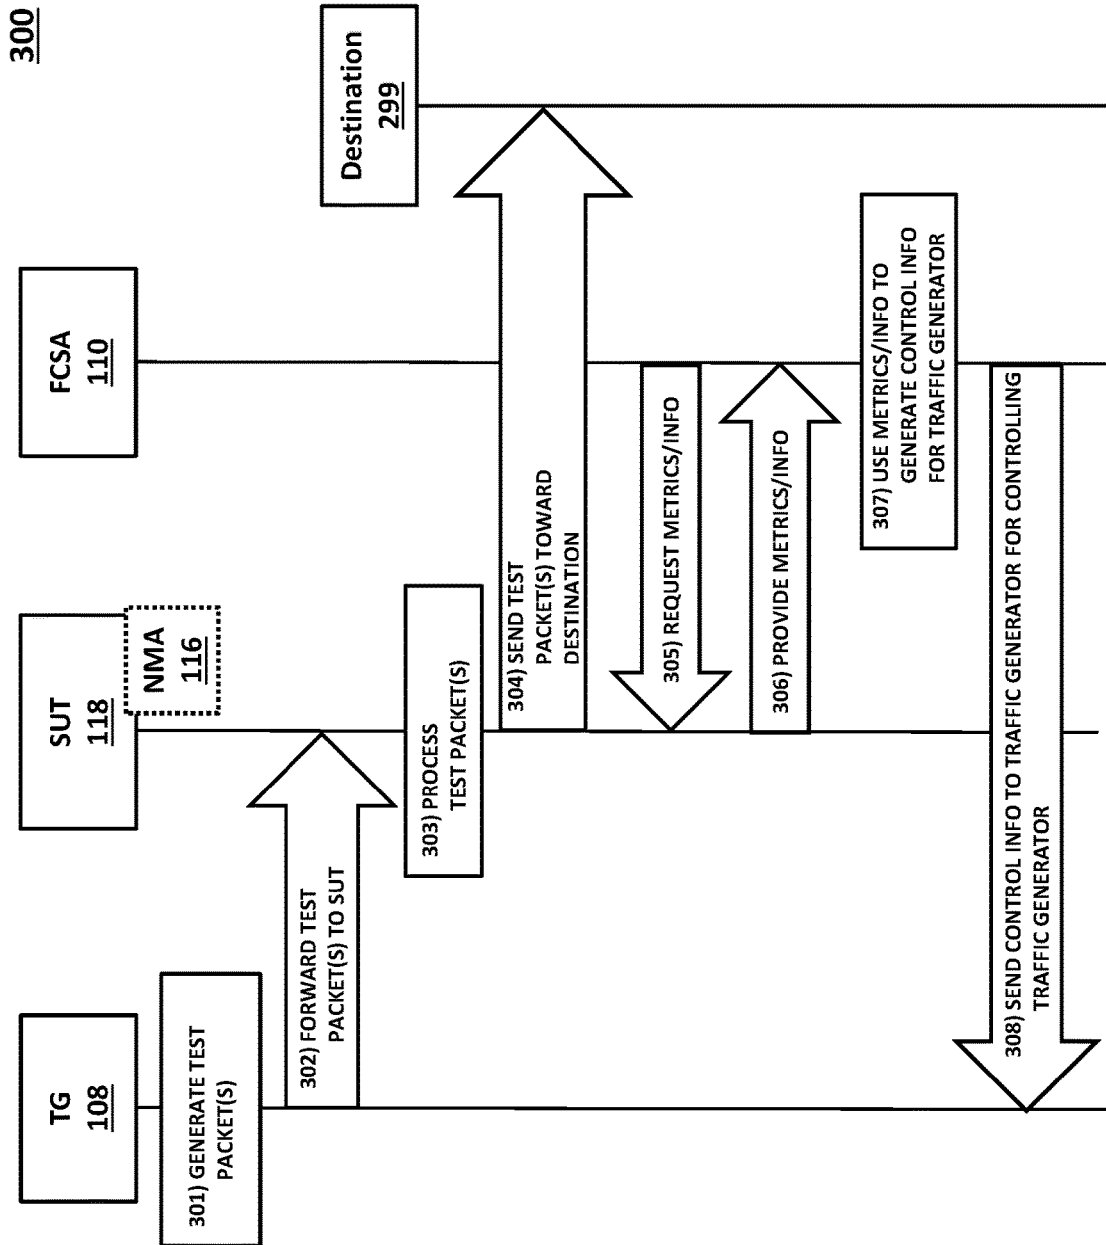 300
TG
108
SUT
118
NMA
116
FCSA
110
Destination
299
301) GENERATE TEST
PACKET(S)
302) FORWARD TEST
PACKET(S) TO SUT
303) PROCESS
TEST PACKET(S)
304) SEND TEST
PACKET(S) TOWARD
DESTINATION
305) REQUEST METRICS/INFO
306) PROVIDE METRICS/INFO
307) USE METRICS/INFO TO
GENERATE CONTROL INFO
FOR TRAFFIC GENERATOR
308) SEND CONTROL INFO TO TRAFFIC GENERATOR FOR CONTROLLING
TRAFFIC GENERATOR